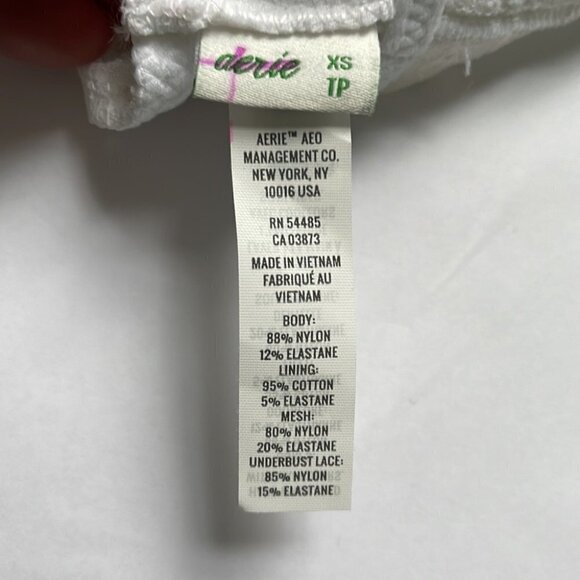 aerie
XS
TP
AERIE™ AEO
MANAGEMENT CO.
NEW YORK, NY
10016 USA
RN 54485
CA 03873
MADE IN VIETNAM
FABRIQUÉ AU
VIETNAM
BODY:
88% NYLON
12% ELASTANE
LINING:
95% COTTON
5% ELASTANE
MESH:
80% NYLON
20% ELASTANE
UNDERBUST LACE:
85% NYLON
15% ELASTANE